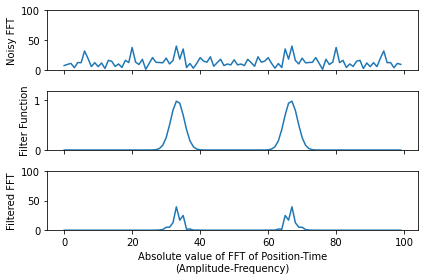 Noisy FFT
100
50
0
Filter Function
1
0
Filtered FFT
100
50
0
0 20 40 60 80 100
Absolute value of FFT of Position-Time
(Amplitude-Frequency)